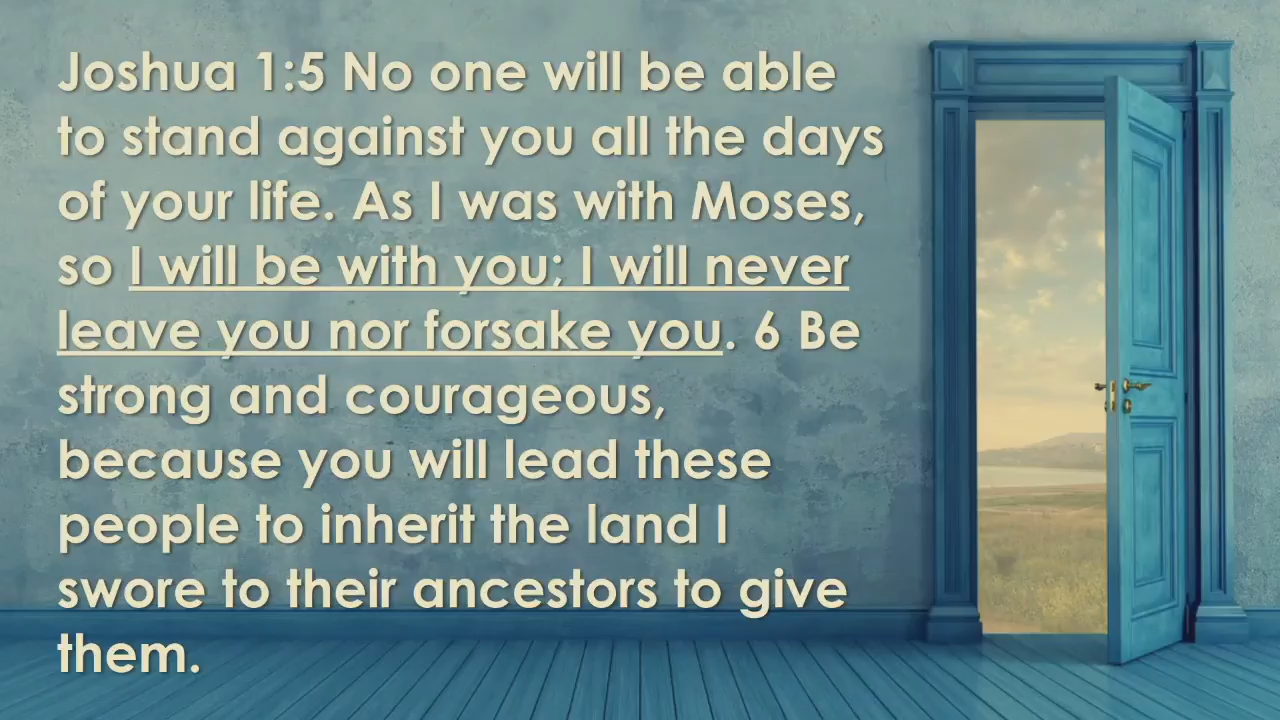 Joshua 1:5 No one will be able
to stand against you all the days
of your life. As I was with Moses,
so I will be with you; I will never
leave you nor forsake you. 6 Be
strong and courageous,
because you will lead these
people to inherit the land I
swore to their ancestors to give
them.